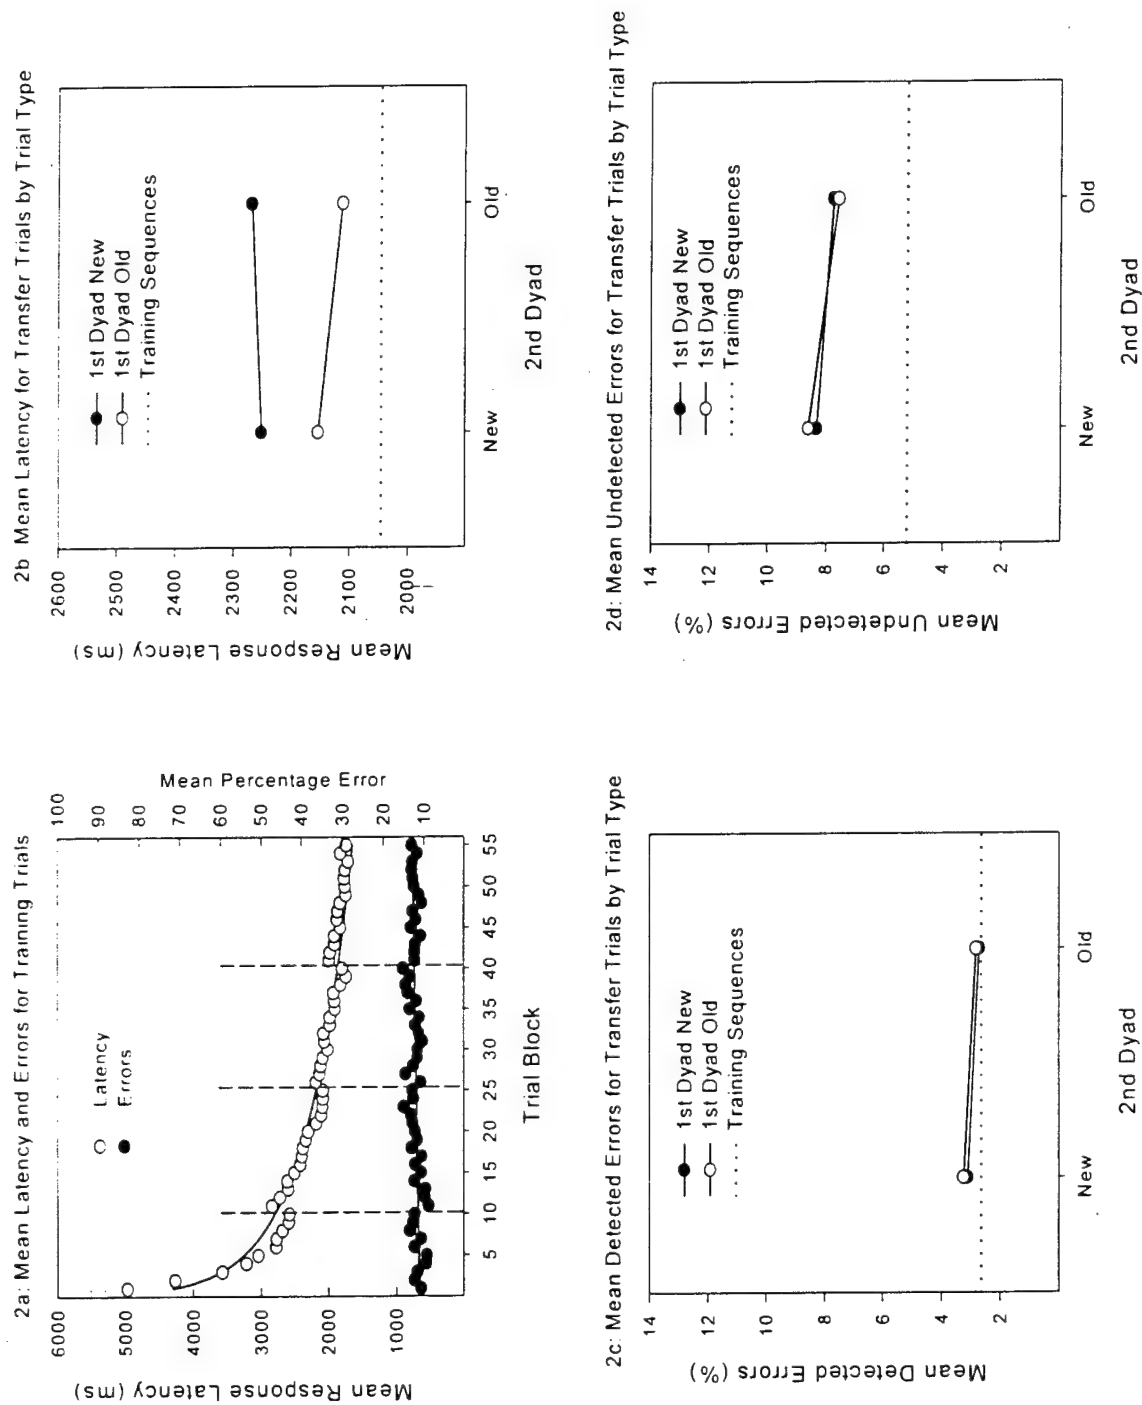 2a: Mean Latency and Errors for Training Trials
Mean Response Latency (ms)
6000
5000
4000
3000
2000
1000
Latency
Errors
5 10 15 20 25 30 35 40 45 50 55
Trial Block
100
90
80
70
60
50
40
30
20
10
Mean Percentage Error
2b Mean Latency for Transfer Trials by Trial Type
Mean Response Latency (ms)
2600
2500
2400
2300
2200
2100
2000
1st Dyad New
1st Dyad Old
Training Sequences
New Old
2nd Dyad
2c: Mean Detected Errors for Transfer Trials by Trial Type
Mean Detected Errors (%)
14
12
10
8
6
4
2
1st Dyad New
1st Dyad Old
Training Sequences
New Old
2nd Dyad
2d: Mean Undetected Errors for Transfer Trials by Trial Type
Mean Undetected Errors (%)
14
12
10
8
6
4
2
1st Dyad New
1st Dyad Old
Training Sequences
New Old
2nd Dyad